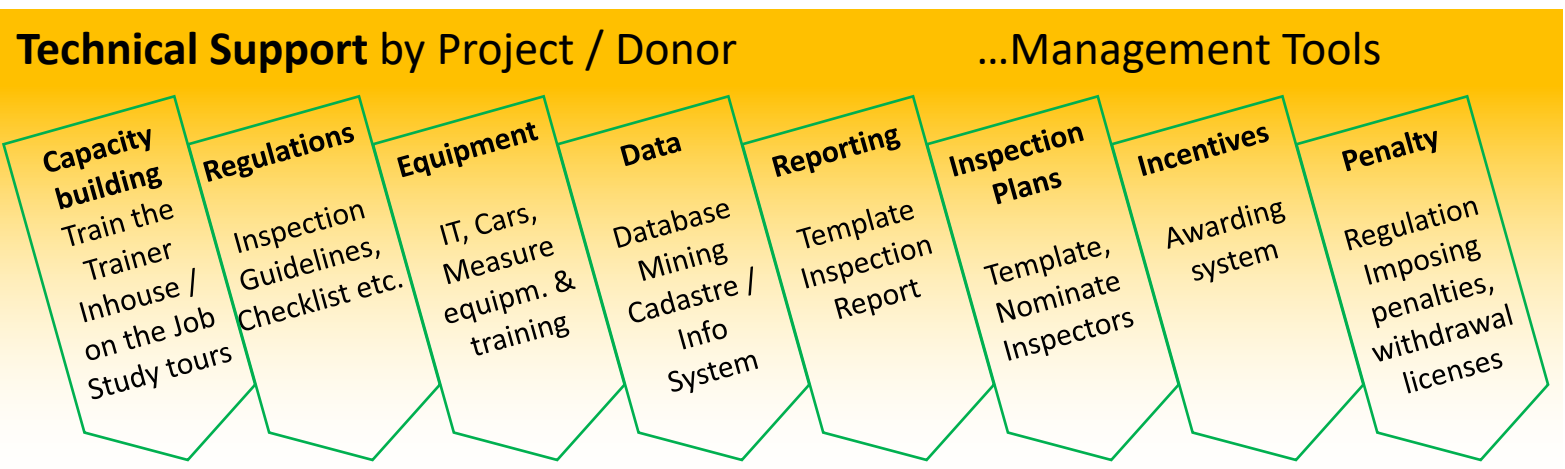 Technical Support by Project / Donor
...Management Tools
Capacity
building
Train the
Trainer
Inhouse /
on the Job
Study tours
Regulations
Inspection
Guidelines,
Checklist etc.
Equipment
IT, Cars,
Measure
equipm. &
training
Data
Database
Mining
Cadastre /
Info
System
Reporting
Template
Inspection
Report
Inspection
Plans
Template,
Nominate
Inspectors
Incentives
Awarding
system
Penalty
Regulation
Imposing
penalties,
withdrawal
licenses